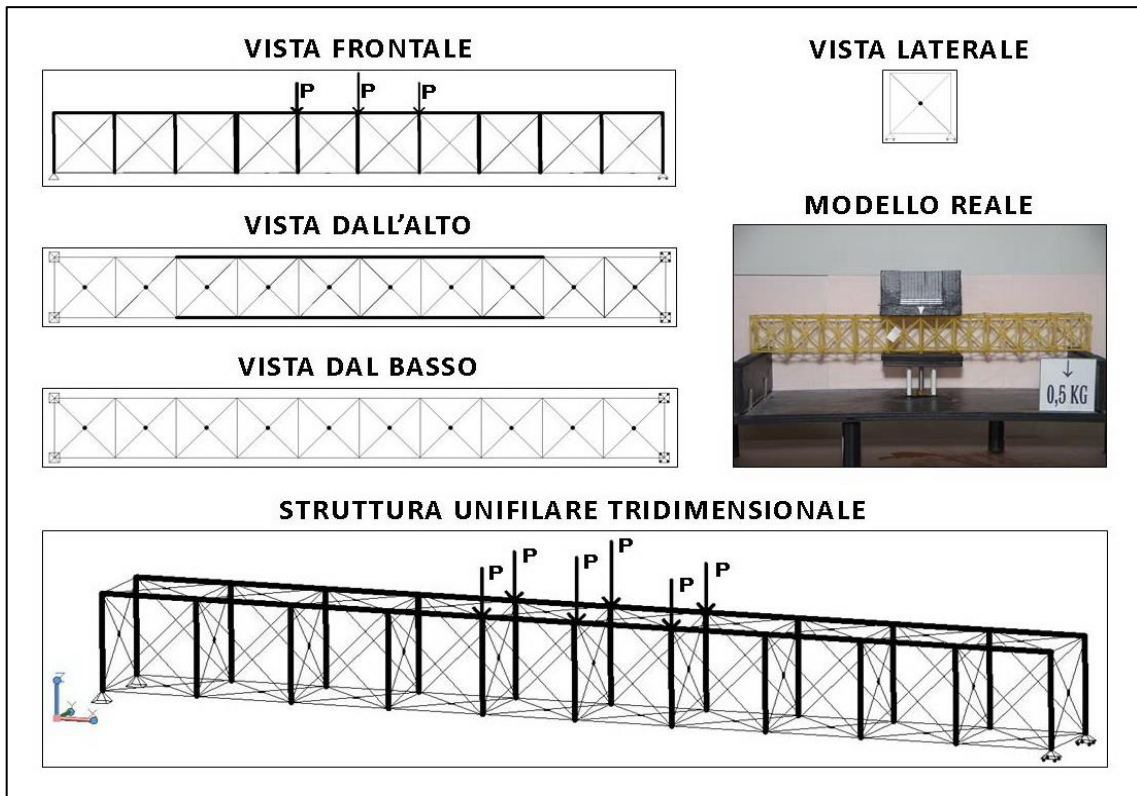 VISTA FRONTALE
P P P
VISTA LATERALE
VISTA DALL'ALTO
MODELLO REALE
↓
0,5 KG
VISTA DAL BASSO
STRUTTURA UNIFILARE TRIDIMENSIONALE
P P P P P P